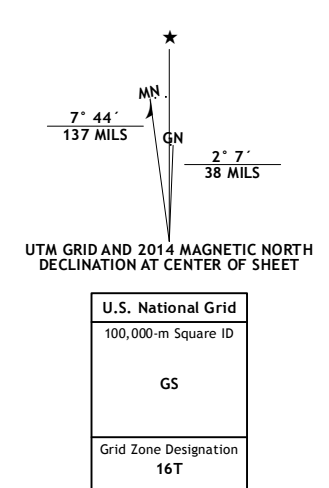 MN
7° 44´
137 MILS
GN
2° 7´
38 MILS
UTM GRID AND 2014 MAGNETIC NORTH
DECLINATION AT CENTER OF SHEET
U.S. National Grid
100,000-m Square ID
GS
Grid Zone Designation
16T